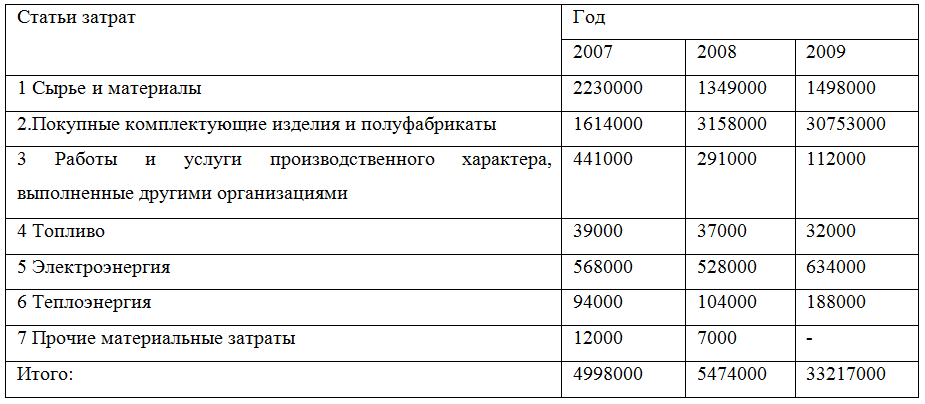 Статьи затрат Год
2007 2008 2009
1 Сырье и материалы 2230000 1349000 1498000
2.Покупные комплектующие изделия и полуфабрикаты 1614000 3158000 30753000
3 Работы и услуги производственного характера, 441000 291000 112000
выполненные другими организациями
4 Топливо 39000 37000 32000
5 Электроэнергия 568000 528000 634000
6 Теплоэнергия 94000 104000 188000
7 Прочие материальные затраты 12000 7000 -
Итого: 4998000 5474000 33217000